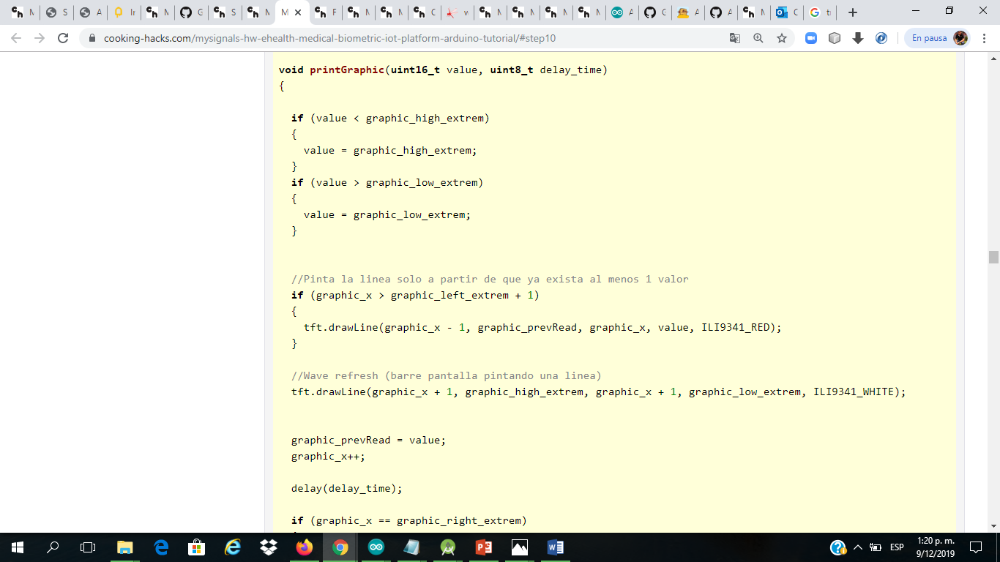 M
S
A
In
M
G
S
M
M
F
M
M
C
w
M
M
M
M
A
C
A
A
M
C
tr
cooking-hacks.com/mysignals-hw-ehealth-medical-biometric-iot-platform-arduino-tutorial/#step10
En pausa
void printGraphic(uint16_t value, uint8_t delay_time)
{
if (value < graphic_high_extrem)
{
value = graphic_high_extrem;
}
if (value > graphic_low_extrem)
{
value = graphic_low_extrem;
}
//Pinta la linea solo a partir de que ya exista al menos 1 valor
if (graphic_x > graphic_left_extrem + 1)
{
tft.drawLine(graphic_x - 1, graphic_prevRead, graphic_x, value, ILI9341_RED);
}
//Wave refresh (barre pantalla pintando una linea)
tft.drawLine(graphic_x + 1, graphic_high_extrem, graphic_x + 1, graphic_low_extrem, ILI9341_WHITE);
graphic_prevRead = value;
graphic_x++;
delay(delay_time);
if (graphic_x == graphic_right_extrem)
ESP
1:20 p. m.
9/12/2019